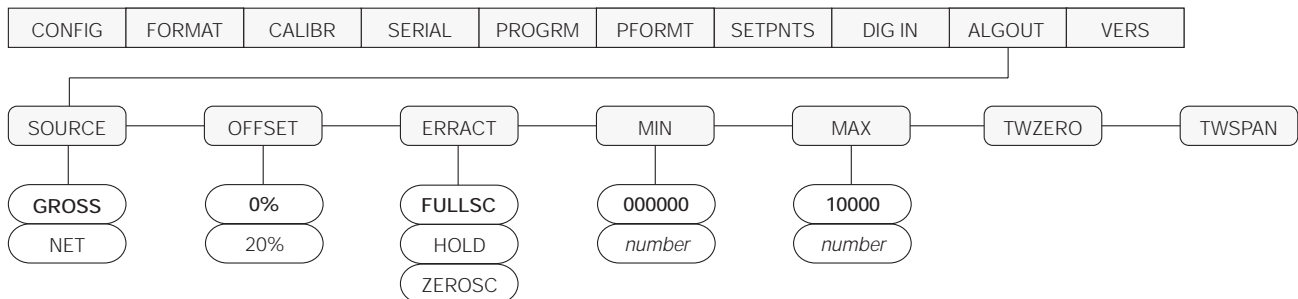 CONFIG FORMAT CALIBR SERIAL PROGRM PFORMT SETPNTS DIG IN ALGOUT VERS
SOURCE OFFSET ERRACT MIN MAX TWZERO TWSPAN
GROSS 0% FULLSC 000000 10000
NET 20% HOLD number number
ZEROSC